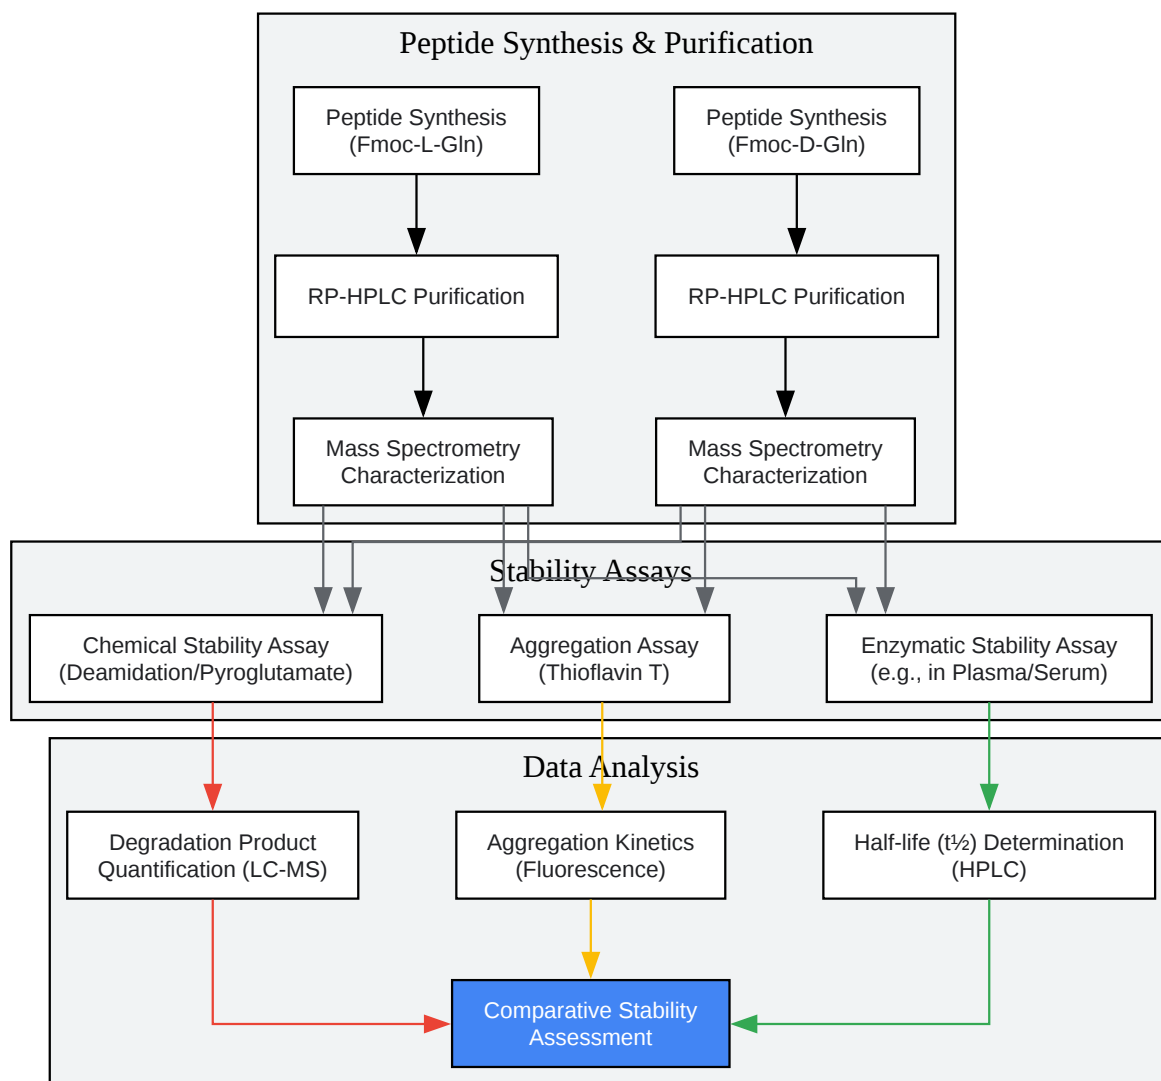 Peptide Synthesis & Purification
Peptide Synthesis
(Fmoc-L-Gln)
Peptide Synthesis
(Fmoc-D-Gln)
RP-HPLC Purification
RP-HPLC Purification
Mass Spectrometry
Characterization
Mass Spectrometry
Characterization
Stability Assays
Chemical Stability Assay
(Deamidation/Pyroglutamate)
Aggregation Assay
(Thioflavin T)
Enzymatic Stability Assay
(e.g., in Plasma/Serum)
Data Analysis
Degradation Product
Quantification (LC-MS)
Aggregation Kinetics
(Fluorescence)
Half-life (t½) Determination
(HPLC)
Comparative Stability
Assessment